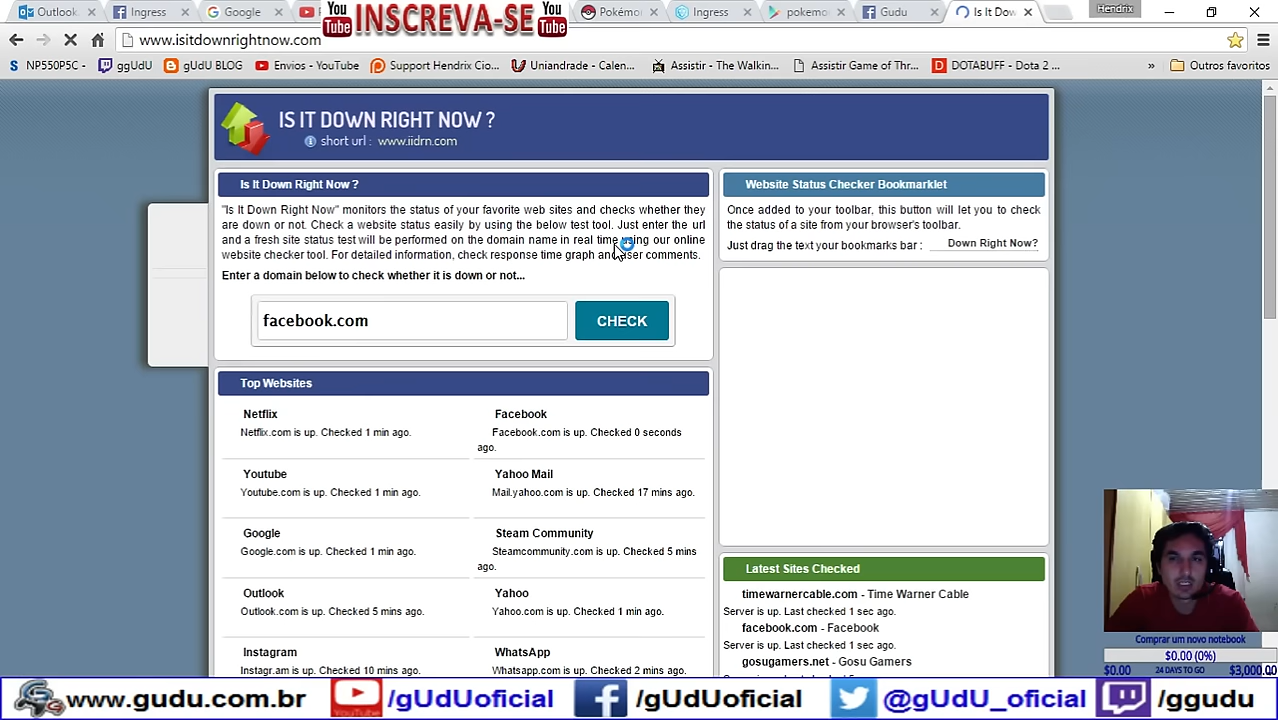 Outlook. Ingress Google You Tube INSCREVA-SE You Tube Pokémo Ingress pokemo Gudu Is It Dow Hendrix
www.isitdownrightnow.com
NP550P5C - ggUdU gUdU BLOG Envios - YouTube Support Hendrix Cio... Uniandrade - Calen... Assistir - The Walkin... Assistir Game of Thr... DOTABUFF - Dota 2 ... » Outros favoritos
IS IT DOWN RIGHT NOW ?
short url : www.iidrn.com
Is It Down Right Now ?
"Is It Down Right Now" monitors the status of your favorite web sites and checks whether they
are down or not. Check a website status easily by using the below test tool. Just enter the url
and a fresh site status test will be performed on the domain name in real time using our online
website checker tool. For detailed information, check response time graph and user comments.
Enter a domain below to check whether it is down or not...
facebook.com CHECK
Website Status Checker Bookmarklet
Once added to your toolbar, this button will let you to check
the status of a site from your browser's toolbar.
Just drag the text your bookmarks bar : Down Right Now?
Top Websites
Netflix
Netflix.com is up. Checked 1 min ago.
Facebook
Facebook.com is up. Checked 0 seconds
ago.
Youtube
Youtube.com is up. Checked 1 min ago.
Yahoo Mail
Mail.yahoo.com is up. Checked 17 mins ago.
Google
Google.com is up. Checked 1 min ago.
Steam Community
Steamcommunity.com is up. Checked 5 mins
ago.
Outlook
Outlook.com is up. Checked 5 mins ago.
Yahoo
Yahoo.com is up. Checked 1 min ago.
Instagram
Instagr.am is up. Checked 10 mins ago.
WhatsApp
Whatsapp.com is up. Checked 2 mins ago.
Latest Sites Checked
timewarnercable.com - Time Warner Cable
Server is up. Last checked 1 sec ago.
facebook.com - Facebook
Server is up. Last checked 1 sec ago.
gosugamers.net - Gosu Gamers
Comprar um novo notebook
$0.00 (0%)
$0.00 24 DAYS TO GO $3,000.00
www.gudu.com.br YouTube /gUdUoficial /gUdUoficial @gUdU_oficial /ggudu